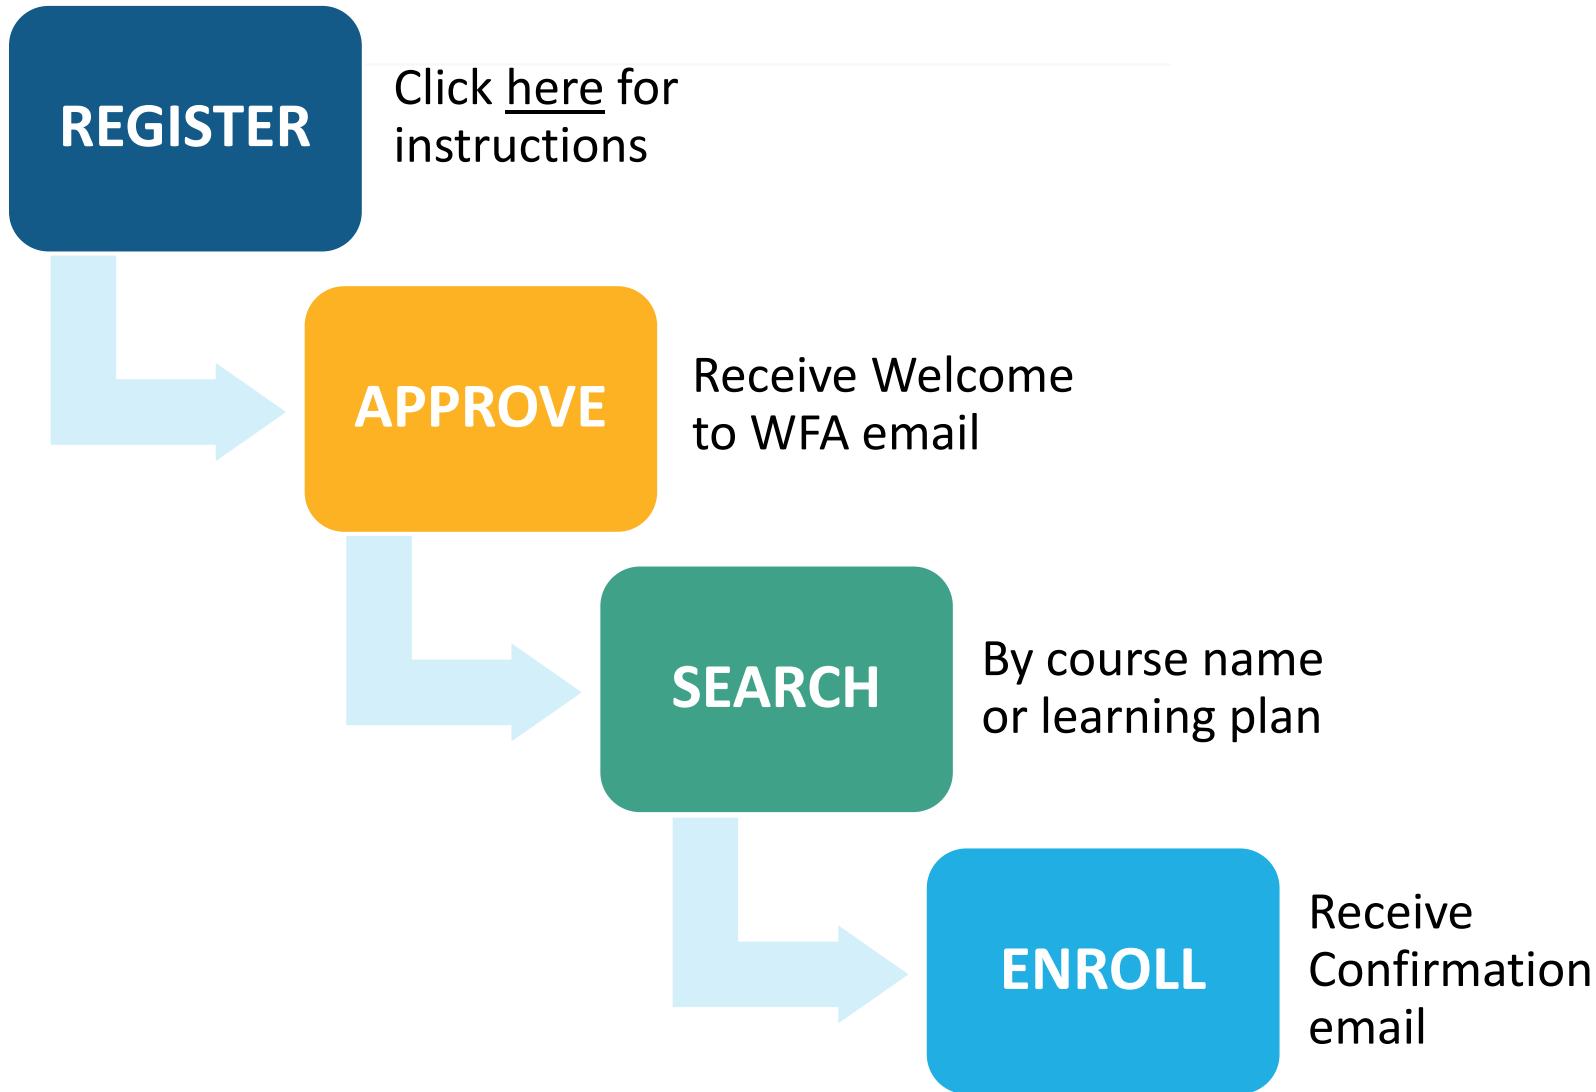 REGISTER
Click here for
instructions
APPROVE
Receive Welcome
to WFA email
SEARCH
By course name
or learning plan
ENROLL
Receive
Confirmation
email